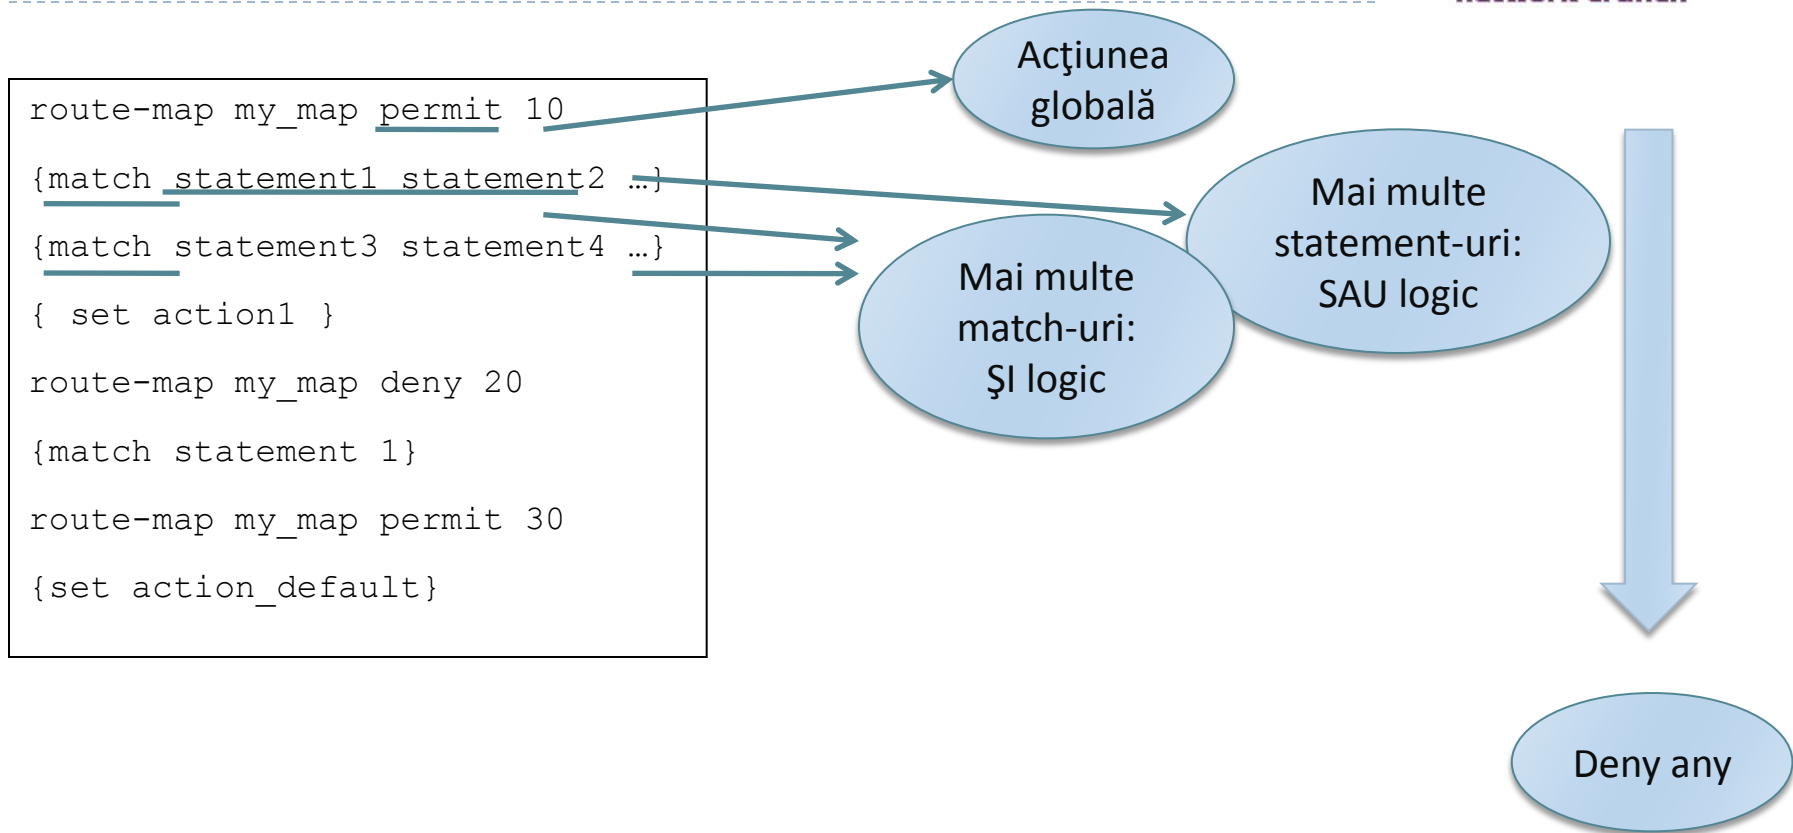 route-map my_map permit 10
{match statement1 statement2 …}
{match statement3 statement4 …}
{ set action1 }
route-map my_map deny 20
{match statement 1}
route-map my_map permit 30
{set action_default}
Acţiunea
globală
Mai multe
statement-uri:
SAU logic
Mai multe
match-uri:
ŞI logic
Deny any